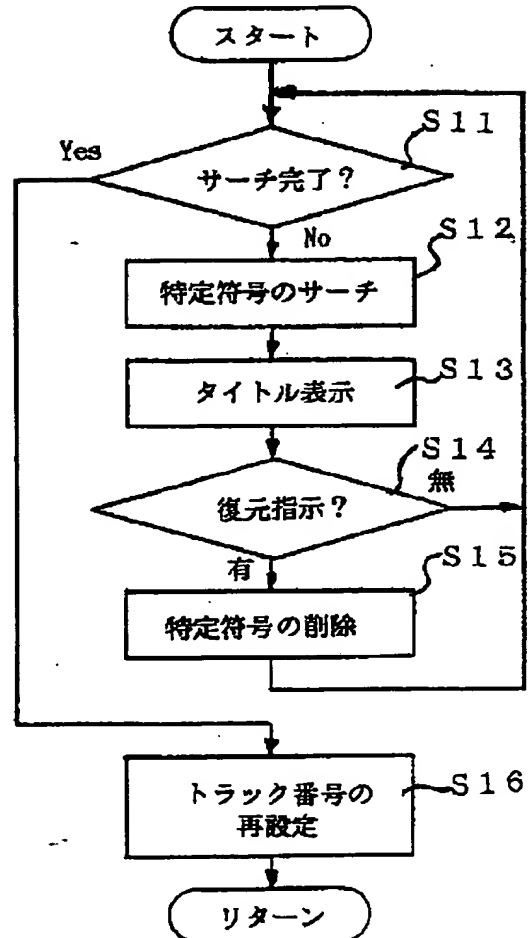 スタート
S11
Yes
サーチ完了?
No
S12
特定符号のサーチ
S13
タイトル表示
S14
無
復元指示?
有
S15
特定符号の削除
S16
トラック番号の
再設定
リターン